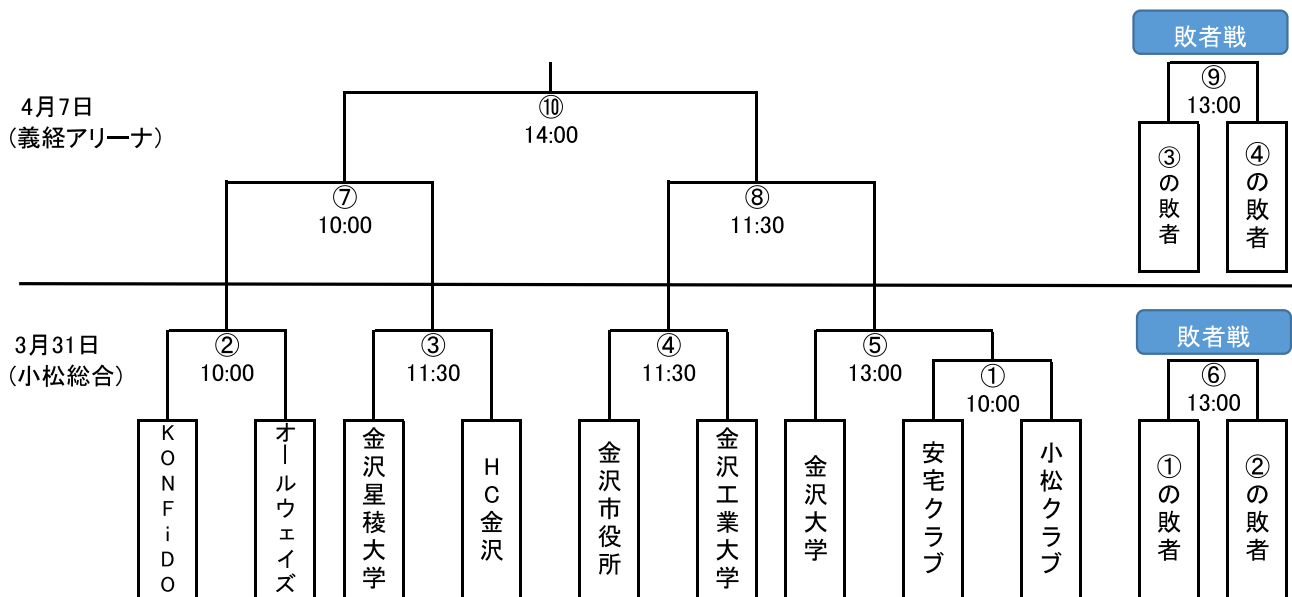 敗者戦
⑨
13:00
4月7日
(義経アリーナ)
⑩
14:00
③の敗者
④の敗者
⑦
10:00
⑧
11:30
3月31日
(小松総合)
②
10:00
③
11:30
④
11:30
⑤
13:00
①
10:00
敗者戦
⑥
13:00
KONFiDO
オールウェイズ
金沢星稜大学
HC金沢
金沢市役所
金沢工業大学
金沢大学
安宅クラブ
小松クラブ
①の敗者
②の敗者